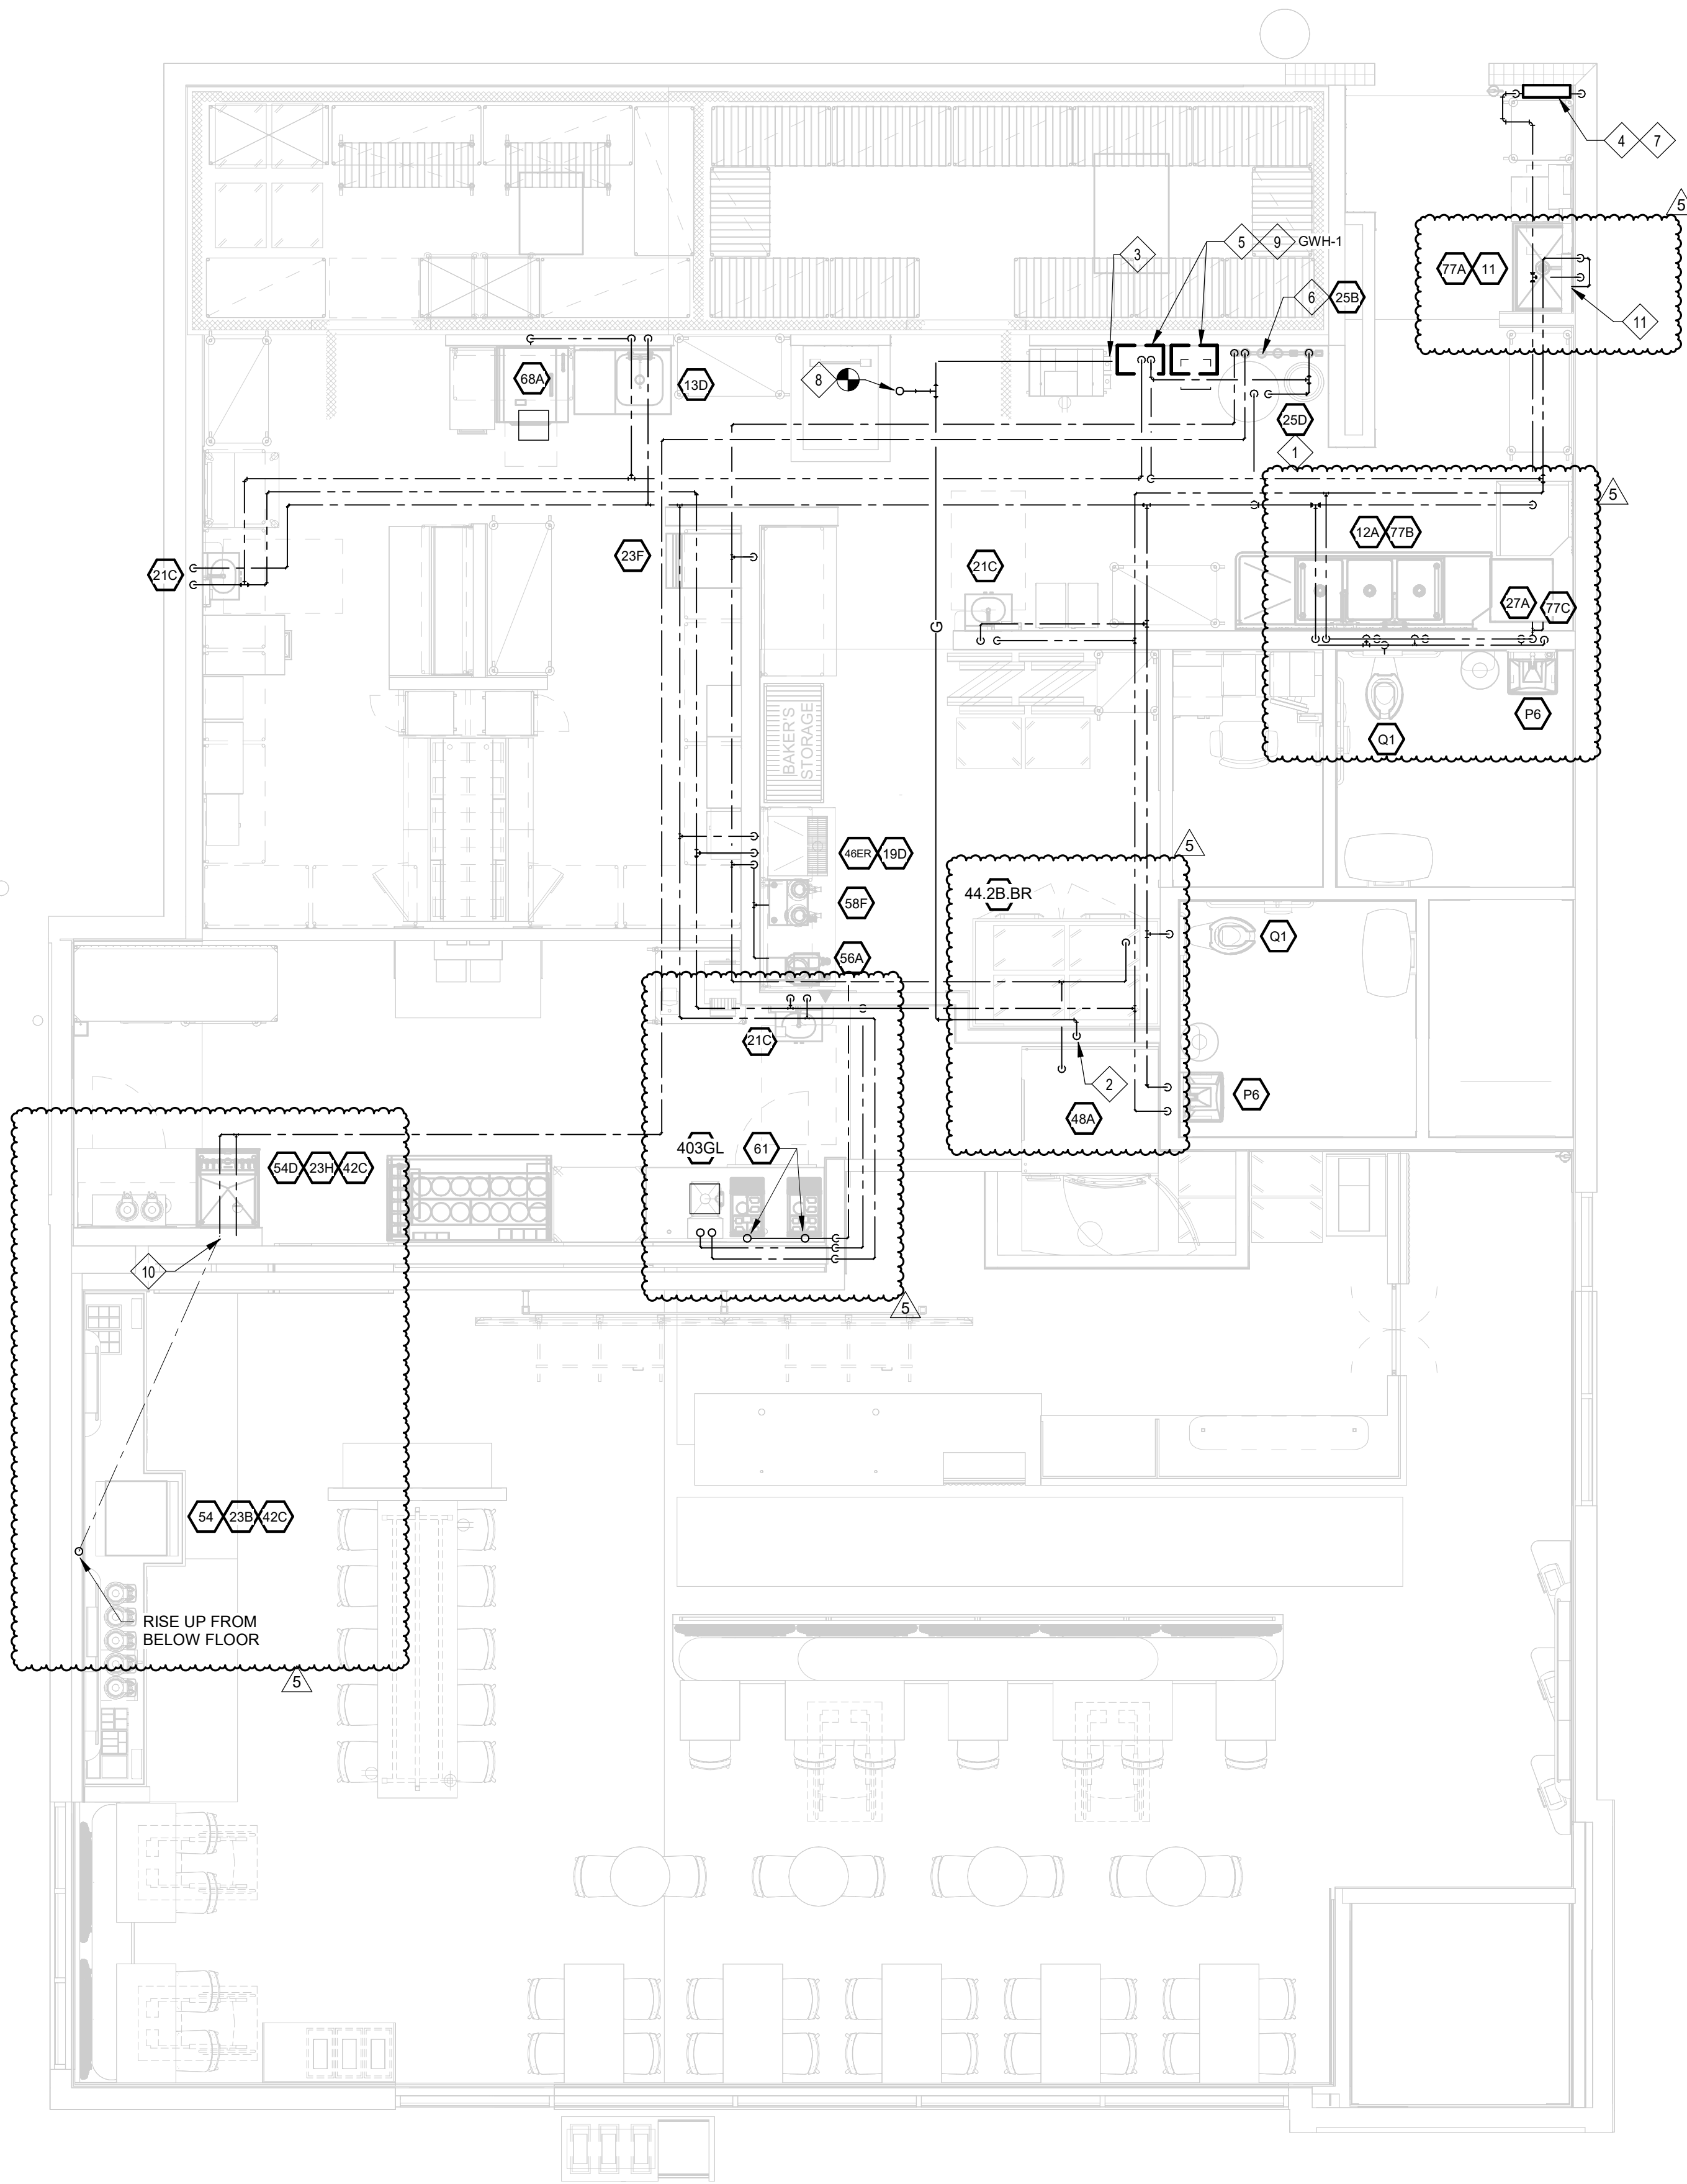 4
7
5
77A
11
3
5
9
GWH-1
6
25B
11
68A
13D
8
25D
1
5
21C
23F
21C
12A
77B
G
27A
77C
BAKER'S
STORAGE
P6
Q1
46ER
19D
5
44.2B.BR
58F
Q1
56A
21C
2
P6
48A
403GL
61
54D
23H
42C
10
5
54
23B
42C
RISE UP FROM
BELOW FLOOR
5